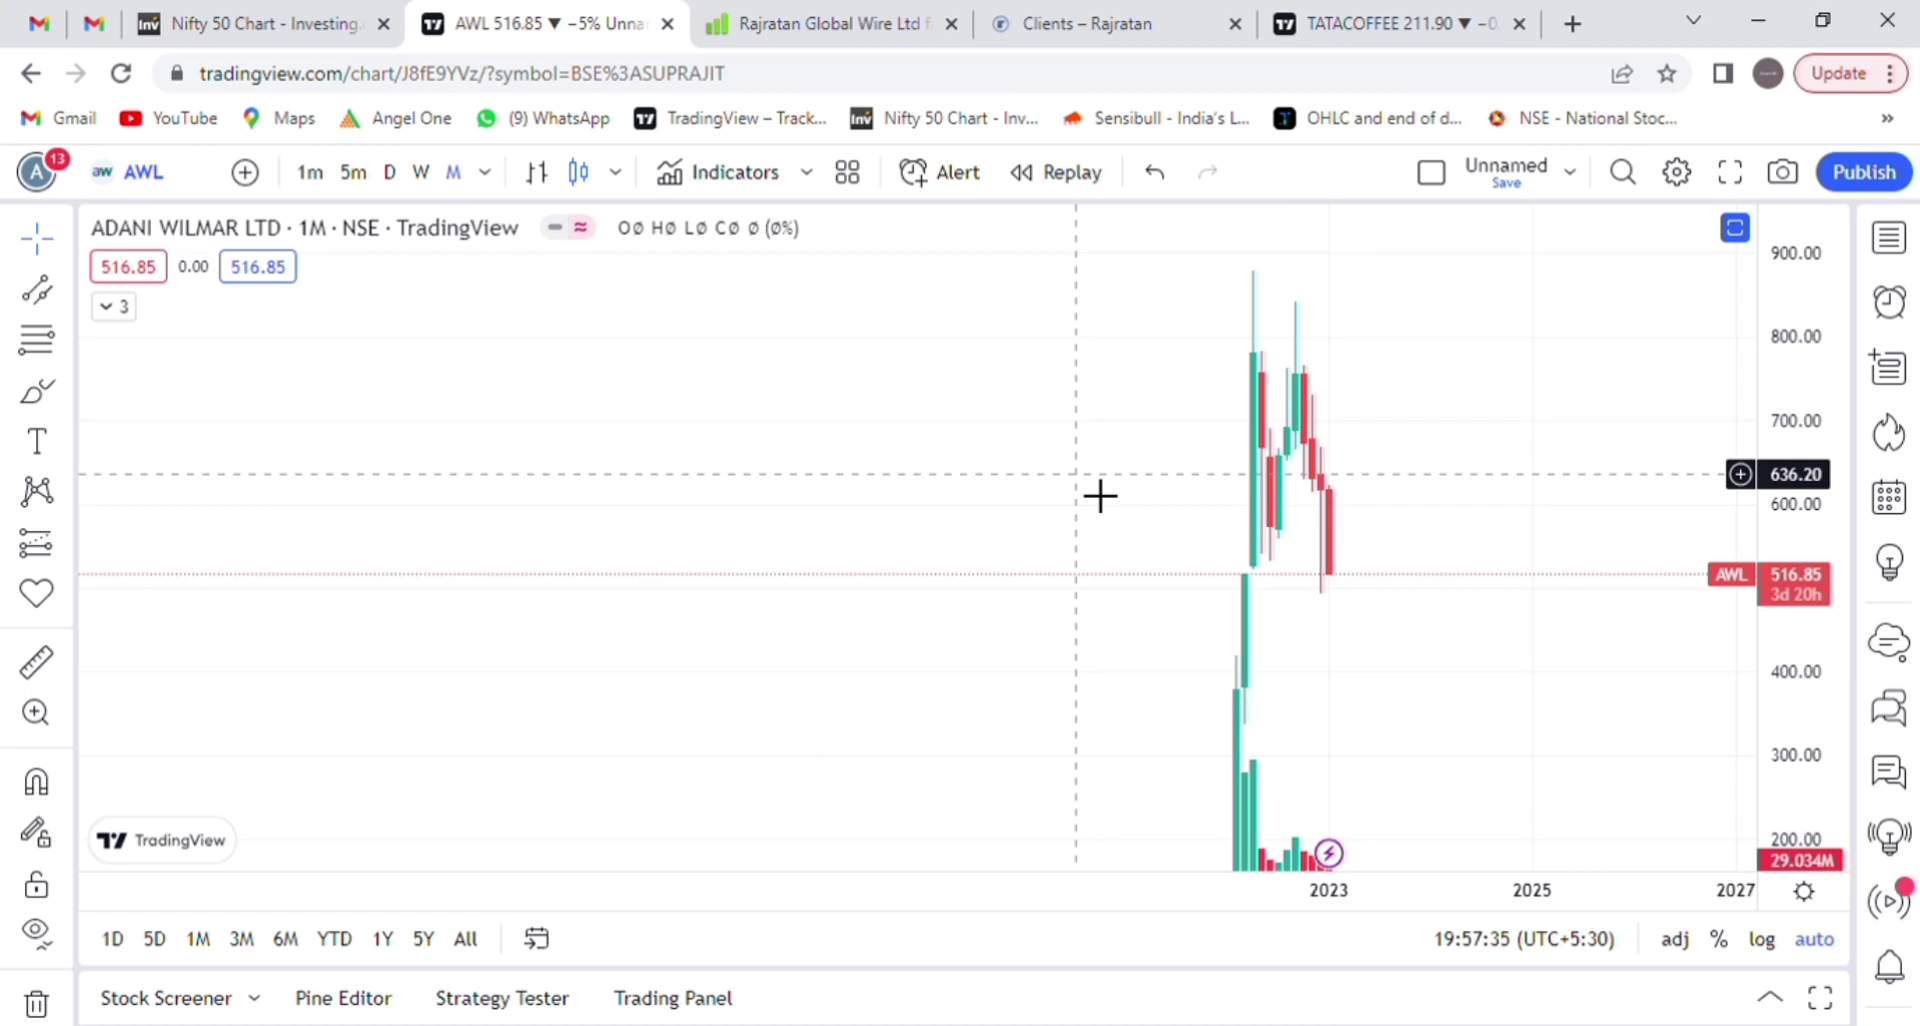 Nifty 50 Chart - Investing.
AWL 516.85 ▼ −5% Unna
Rajratan Global Wire Ltd f
Clients – Rajratan
TATACOFFEE 211.90 ▼ −0.
tradingview.com/chart/J8fE9YVz/?symbol=BSE%3ASUPRAJIT
Update
Gmail
YouTube
Maps
Angel One
(9) WhatsApp
TradingView – Track...
Nifty 50 Chart - Inv...
Sensibull - India's L...
OHLC and end of d...
NSE - National Stoc...
»
A 13
AWL
1m 5m D W M
Indicators
Alert
Replay
Unnamed
Save
Publish
ADANI WILMAR LTD · 1M · NSE · TradingView
OØ HØ LØ CØ Ø (Ø%)
516.85 0.00 516.85
3
900.00
800.00
700.00
636.20
600.00
AWL 516.85
3d 20h
400.00
300.00
200.00
29.034M
TradingView
2023 2025 2027
1D 5D 1M 3M 6M YTD 1Y 5Y All
19:57:35 (UTC+5:30) adj % log auto
Stock Screener Pine Editor Strategy Tester Trading Panel